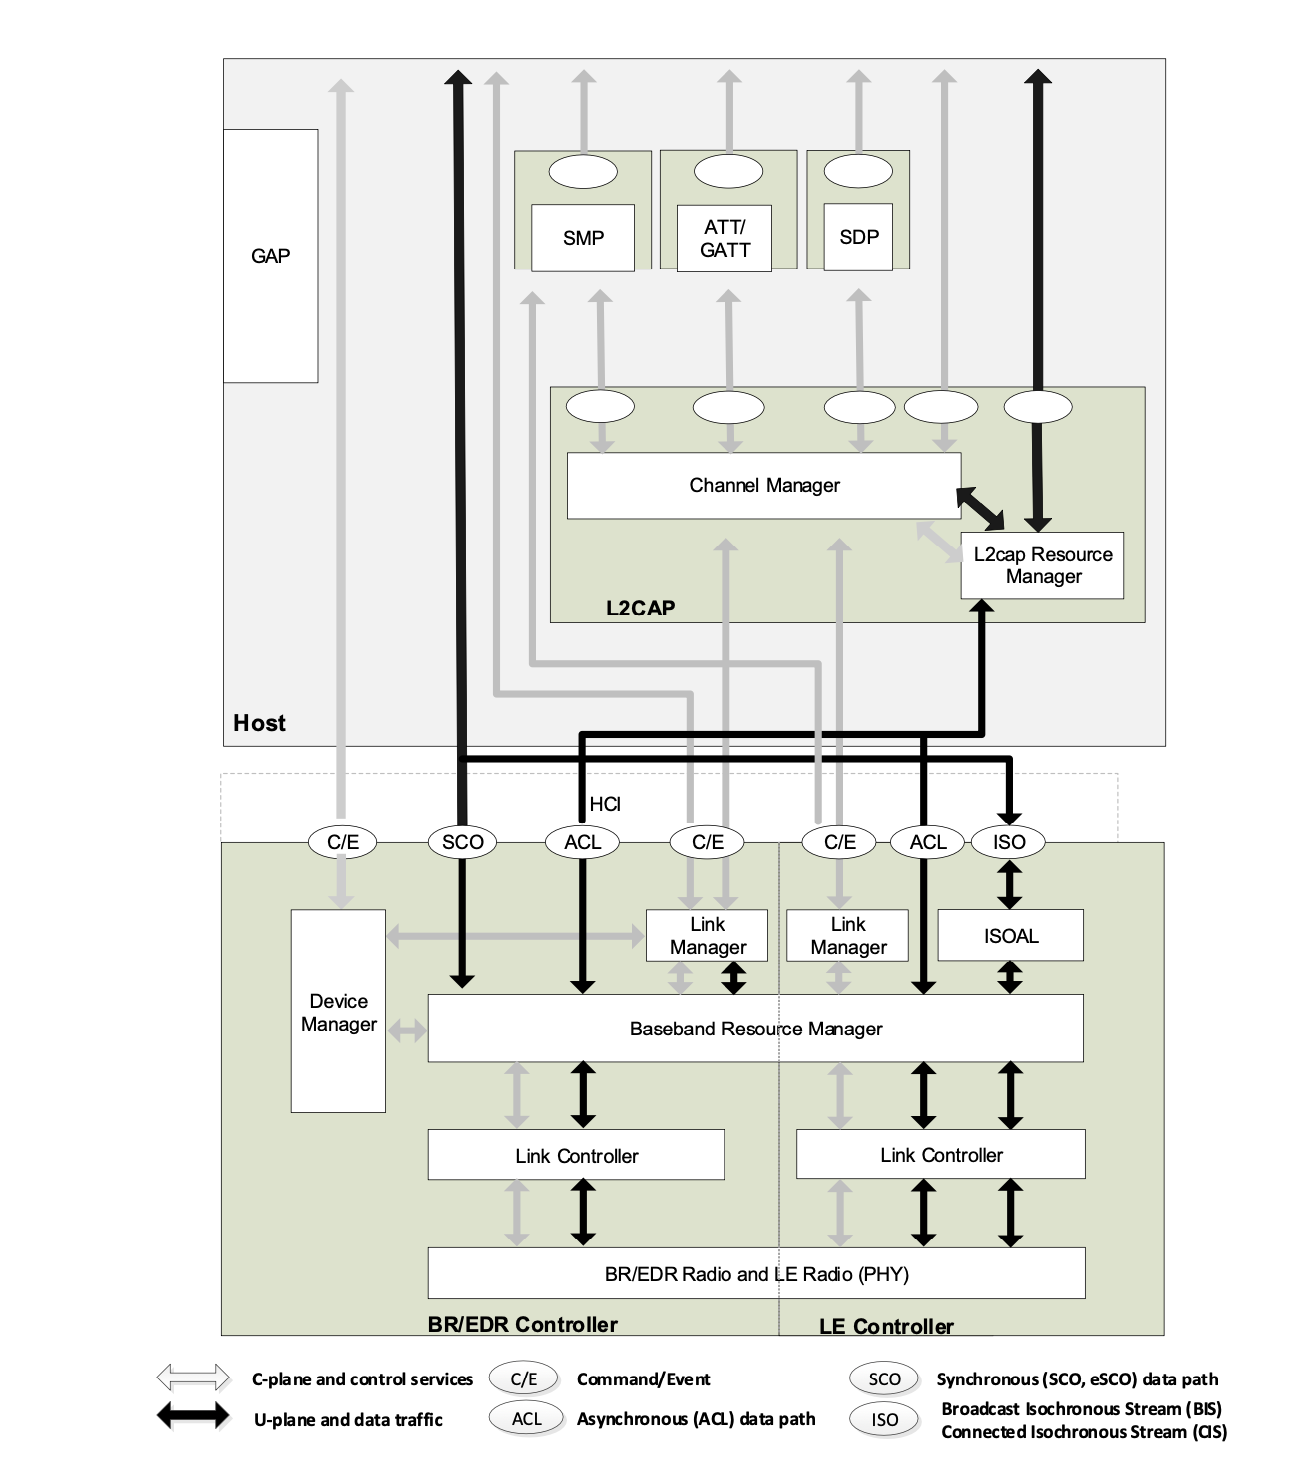 GAP
SMP
ATT/
GATT
SDP
Channel Manager
L2cap Resource
Manager
L2CAP
Host
HCI
C/E
SCO
ACL
C/E
C/E
ACL
ISO
Link
Manager
Link
Manager
ISOAL
Device
Manager
Baseband Resource Manager
Link Controller
Link Controller
BR/EDR Radio and LE Radio (PHY)
BR/EDR Controller
LE Controller
C-plane and control services
C/E
Command/Event
SCO
Synchronous (SCO, eSCO) data path
U-plane and data traffic
ACL
Asynchronous (ACL) data path
ISO
Broadcast Isochronous Stream (BIS)
Connected Isochronous Stream (CIS)